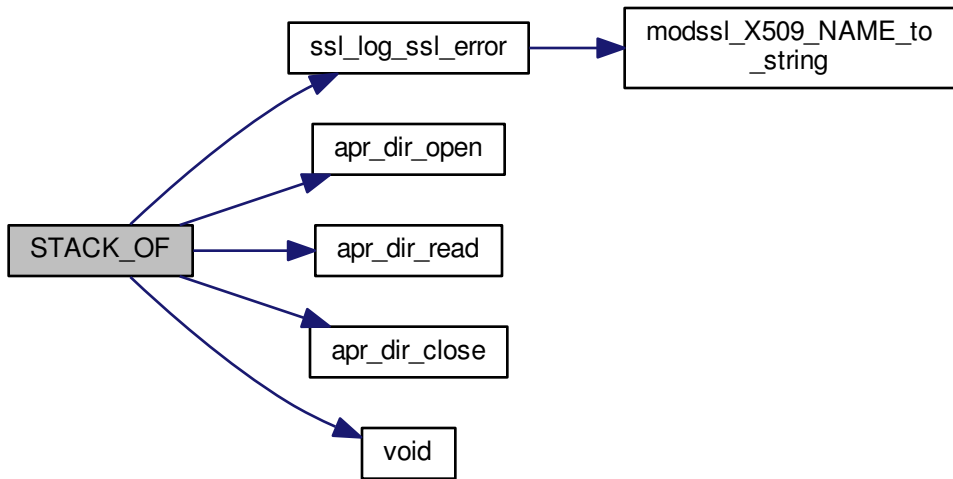 STACK_OF
ssl_log_ssl_error
modssl_X509_NAME_to
_string
apr_dir_open
apr_dir_read
apr_dir_close
void